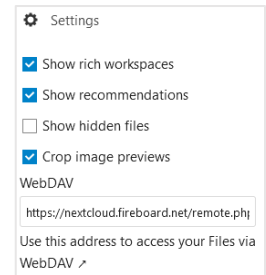 Settings
Show rich workspaces
Show recommendations
Show hidden files
Crop image previews
WebDAV
https://nextcloud.fireboard.net/remote.php
Use this address to access your Files via
WebDAV ↗